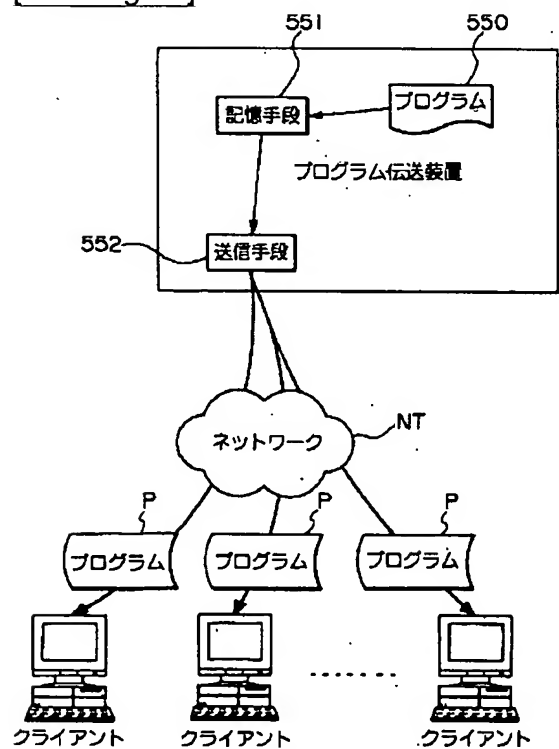 551 550
プログラム
記憶手段
プログラム伝送装置
552 送信手段
ネットワーク NT
P P P
プログラム プログラム プログラム
クライアント クライアント クライアント